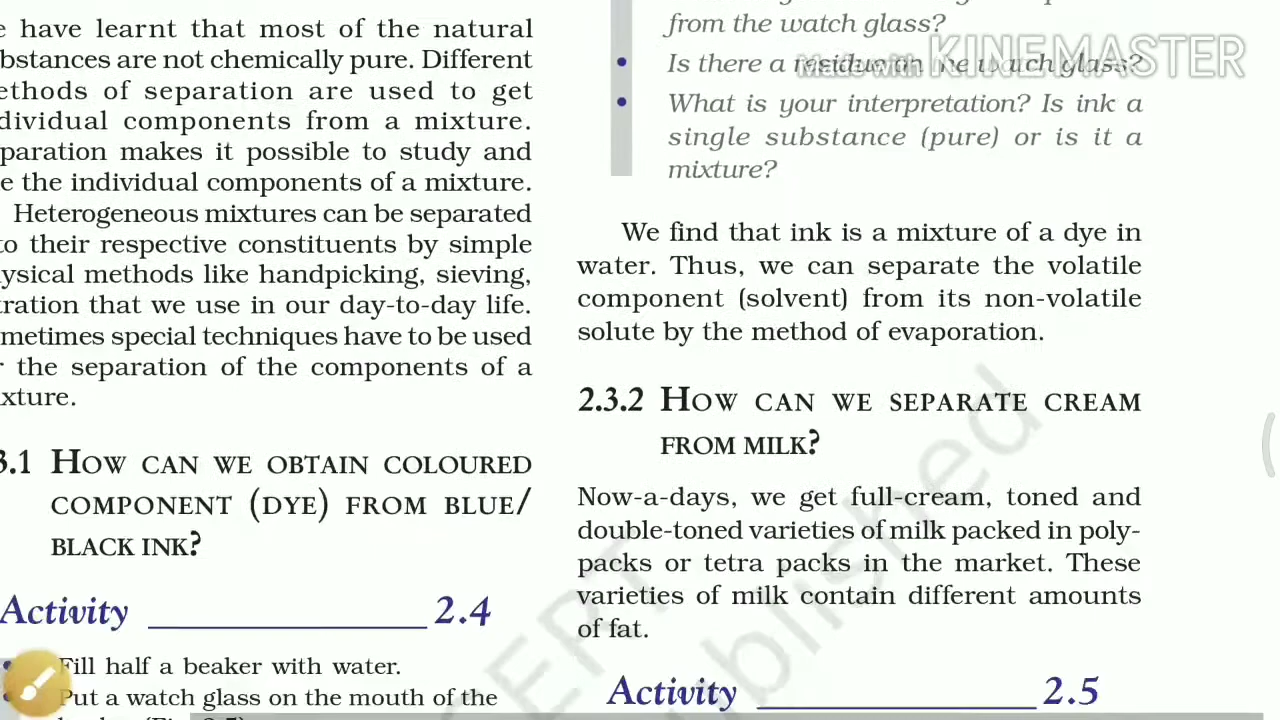 e have learnt that most of the natural
bstances are not chemically pure. Different
ethods of separation are used to get
dividual components from a mixture.
paration makes it possible to study and
e the individual components of a mixture.
Heterogeneous mixtures can be separated
to their respective constituents by simple
ysical methods like handpicking, sieving,
tration that we use in our day-to-day life.
metimes special techniques have to be used
r the separation of the components of a
xture.
3.1 HOW CAN WE OBTAIN COLOURED
COMPONENT (DYE) FROM BLUE/
BLACK INK?
Activity 2.4
• Fill half a beaker with water.
• Put a watch glass on the mouth of the
from the watch glass?
• Is there a residue on the watch glass?
• What is your interpretation? Is ink a
single substance (pure) or is it a
mixture?
We find that ink is a mixture of a dye in
water. Thus, we can separate the volatile
component (solvent) from its non-volatile
solute by the method of evaporation.
2.3.2 HOW CAN WE SEPARATE CREAM
FROM MILK?
Now-a-days, we get full-cream, toned and
double-toned varieties of milk packed in poly-
packs or tetra packs in the market. These
varieties of milk contain different amounts
of fat.
Activity 2.5
Made with KINEMASTER